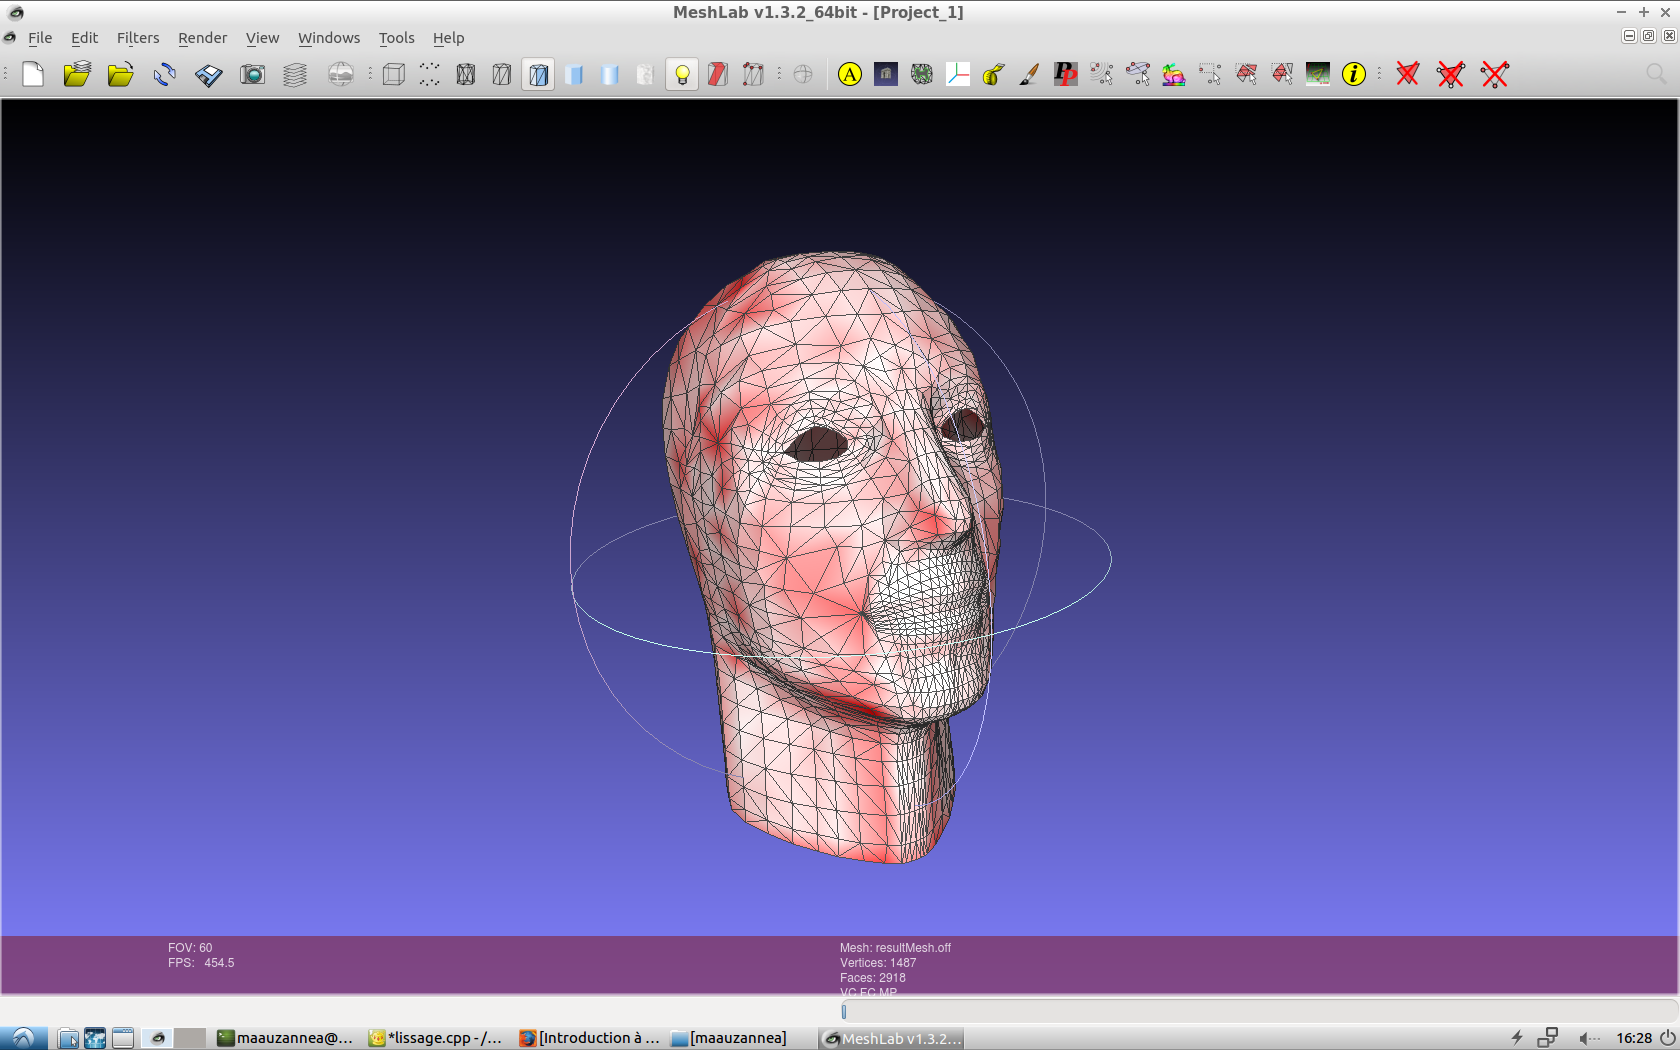 MeshLab v1.3.2_64bit - [Project_1]
File Edit Filters Render View Windows Tools Help
A
PP
i
FOV: 60
FPS: 454.5
Mesh: resultMesh.off
Vertices: 1487
Faces: 2918
VC FC MP
maauzannea@...
*lissage.cpp - /...
[Introduction à ...
[maauzannea]
MeshLab v1.3.2...
16:28